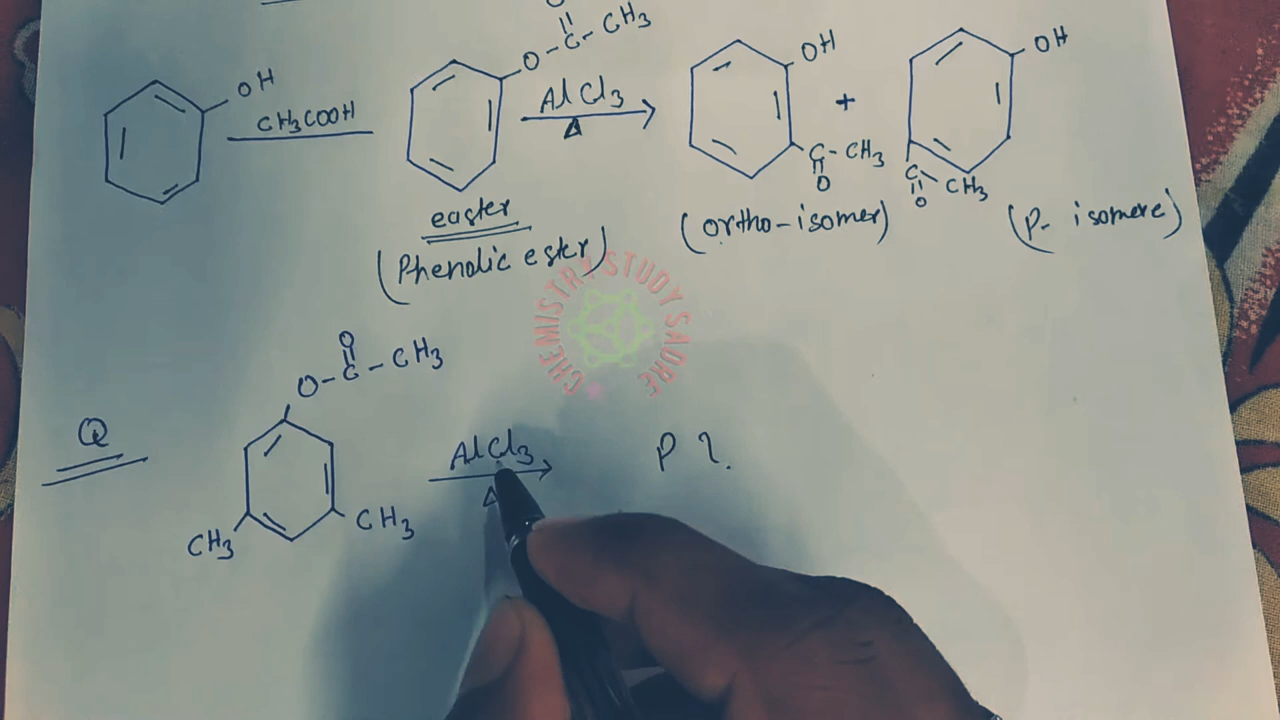 O
O-C-CH3
OH
CH3COOH
AlCl3
Δ
OH
+
OH
C-CH3
O
C
CH3
O
easter
(Phenolic ester)
(ortho-isomer)
(p- isomere)
CHEMISTRY STUDY SADRE
O
O-C-CH3
Q
AlCl3
Δ
P ?.
CH3
CH3